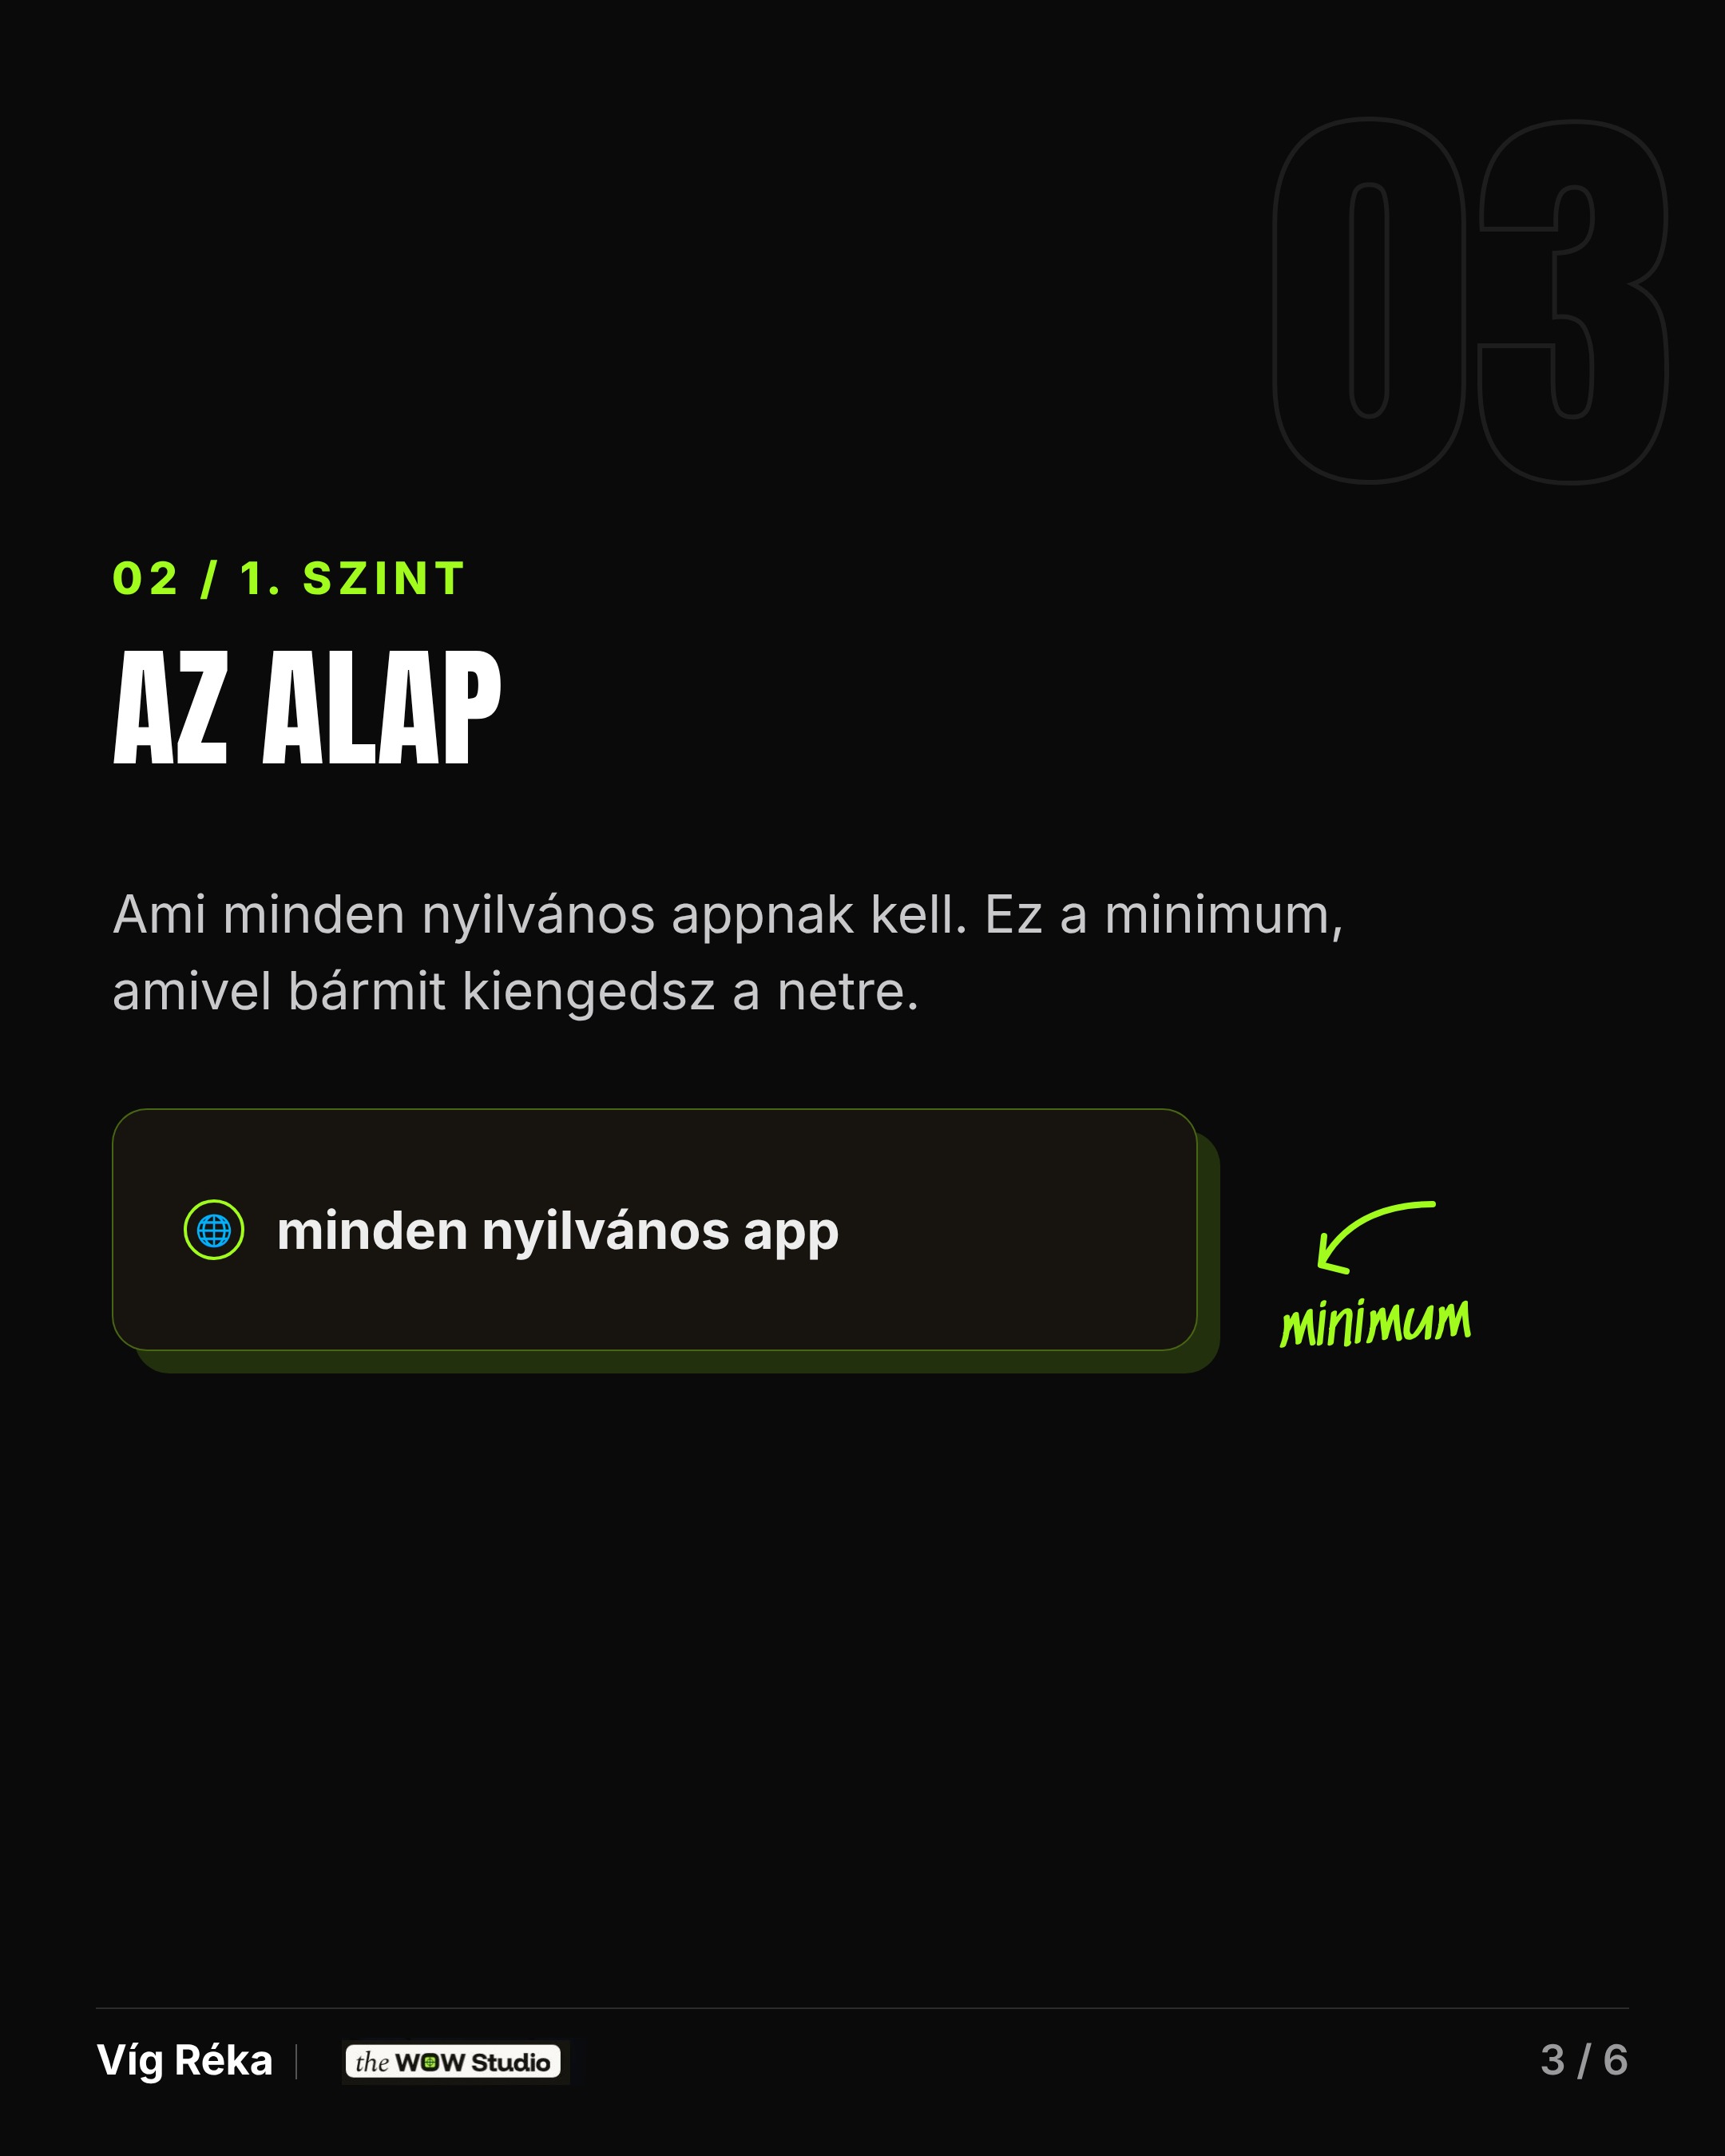 03
02 / 1. SZINT
AZ ALAP
Ami minden nyilvános appnak kell. Ez a minimum,
amivel bármit kiengedsz a netre.
minden nyilvános app
minimum
Víg Réka
the WOW Studio
3 / 6